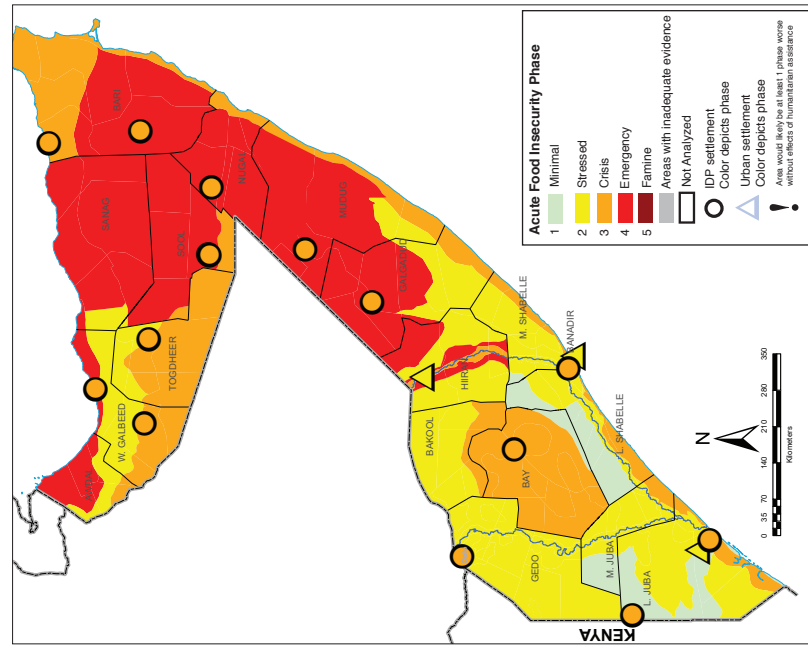 BARI
SANAG
NUGAL
SOOL
MUDUG
TOGDHEER
W. GALBEED
AWDAL
GALGADUD
M. SHABELLE
HIIRAN
BANADIR
BAKOOL
L. SHABELLE
BAY
GEDO
M. JUBA
L. JUBA
KENYA
N
0 35 70 140 210 280 350
Kilometers
Acute Food Insecurity Phase
1 Minimal
2 Stressed
3 Crisis
4 Emergency
5 Famine
Areas with inadequate evidence
Not Analyzed
IDP settlement
Color depicts phase
Urban settlement
Color depicts phase
! Area would likely be at least 1 phase worse
without effects of humanitarian assistance